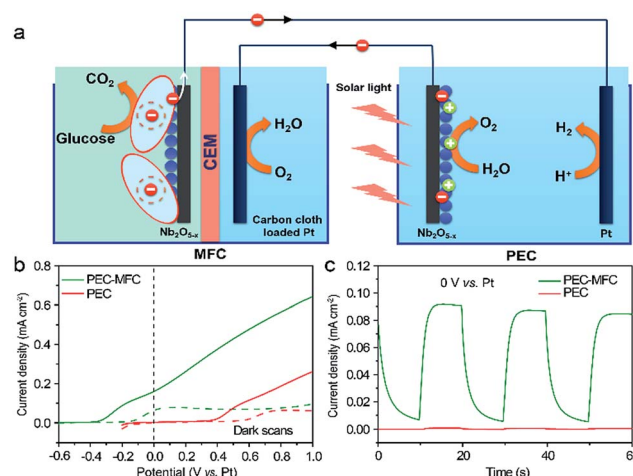 a
CO₂
Glucose
CEM
H₂O
O₂
Carbon cloth
loaded Pt
Nb₂O₅₋ₓ
MFC
Solar light
O₂
H₂O
H₂
H⁺
Nb₂O₅₋ₓ
Pt
PEC
b
PEC-MFC
PEC
Current density (mA cm⁻²)
0.8
0.6
0.4
0.2
0.0
Dark scans
-0.6 -0.4 -0.2 0.0 0.2 0.4 0.6 0.8 1.0
Potential (V vs. Pt)
c
0 V vs. Pt
PEC-MFC
PEC
Current density (mA cm⁻²)
0.12
0.10
0.08
0.06
0.04
0.02
0.00
0 10 20 30 40 50
Time (s)